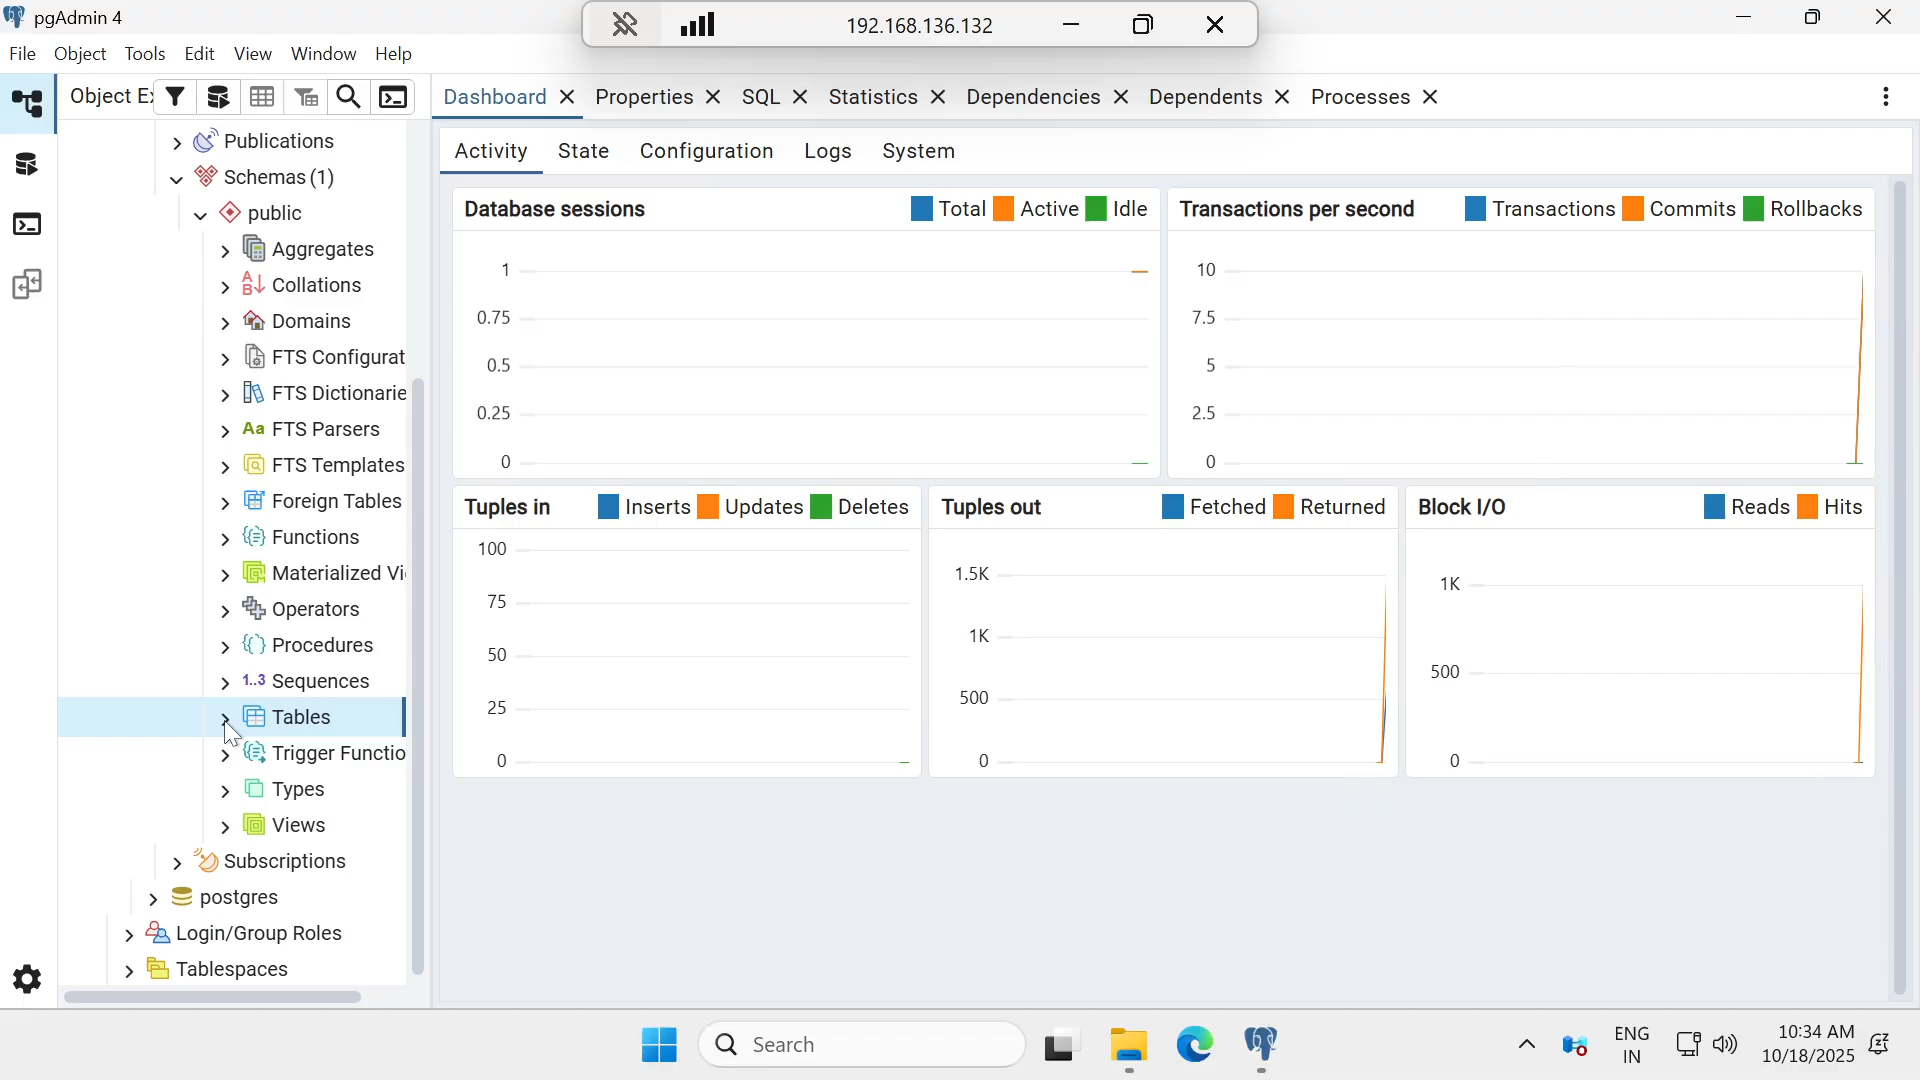 pgAdmin 4
192.168.136.132
File Object Tools Edit View Window Help
Object Ex
Dashboard Properties SQL Statistics Dependencies Dependents Processes
Activity State Configuration Logs System
Publications
Schemas (1)
public
Aggregates
Collations
Domains
FTS Configurat
FTS Dictionarie
Aa FTS Parsers
FTS Templates
Foreign Tables
Functions
Materialized Vi
Operators
Procedures
1..3 Sequences
Tables
Trigger Functio
Types
Views
Subscriptions
postgres
Login/Group Roles
Tablespaces
Database sessions Total Active Idle
1
0.75
0.5
0.25
0
Transactions per second Transactions Commits Rollbacks
10
7.5
5
2.5
0
Tuples in Inserts Updates Deletes
100
75
50
25
0
Tuples out Fetched Returned
1.5K
1K
500
0
Block I/O Reads Hits
1K
500
0
Search
ENG
IN
10:34 AM
10/18/2025